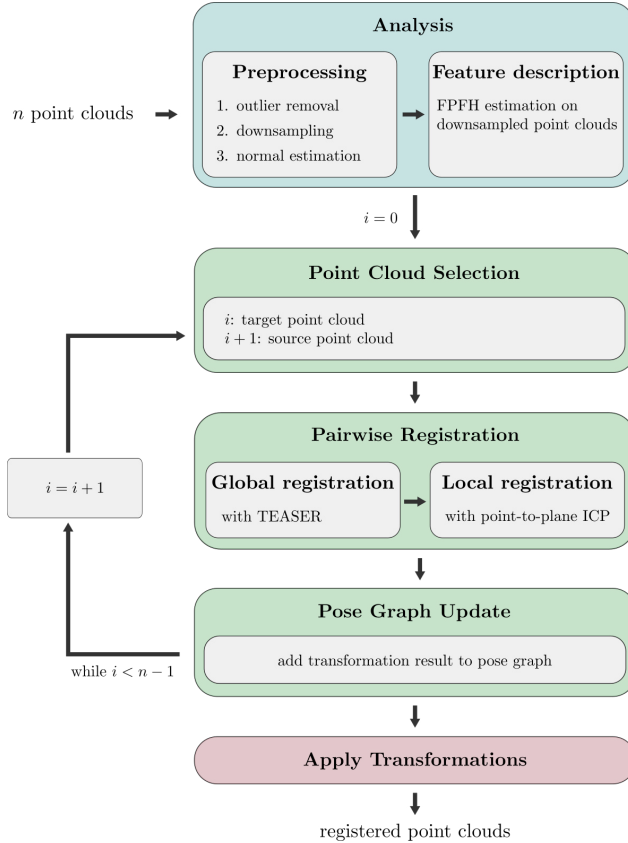 Analysis
Preprocessing
1. outlier removal
2. downsampling
3. normal estimation
Feature description
FPFH estimation on
downsampled point clouds
n point clouds
i=0
Point Cloud Selection
i: target point cloud
i + 1: source point cloud
Pairwise Registration
Global registration
with TEASER
Local registration
with point-to-plane ICP
i = i + 1
Pose Graph Update
add transformation result to pose graph
while i < n − 1
Apply Transformations
registered point clouds